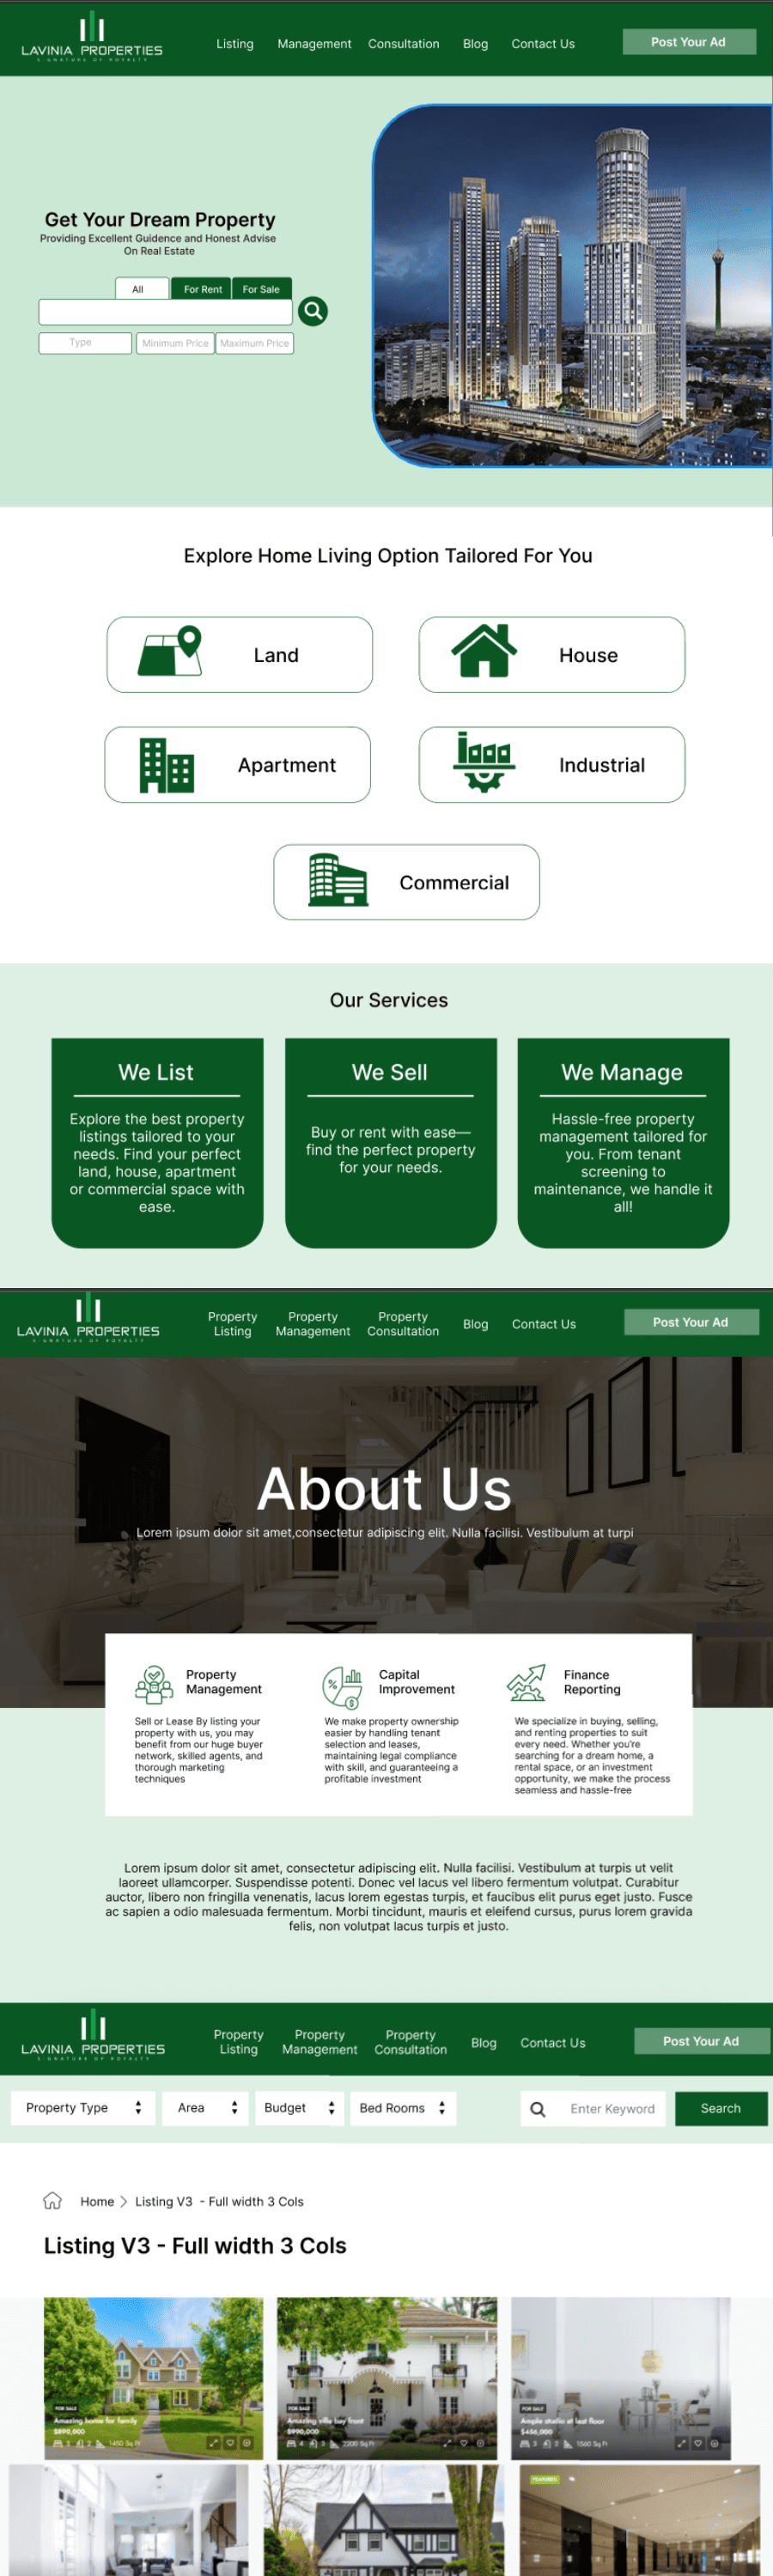 LAVINIA PROPERTIES
SIGNATURE OF ROYALTY
Listing Management Consultation Blog Contact Us
Post Your Ad
Get Your Dream Property
Providing Excellent Guidence and Honest Advise
On Real Estate
All For Rent For Sale
Type Minimum Price Maximum Price
Explore Home Living Option Tailored For You
Land
House
Apartment
Industrial
Commercial
Our Services
We List
Explore the best property
listings tailored to your
needs. Find your perfect
land, house, apartment
or commercial space with
ease.
We Sell
Buy or rent with ease—
find the perfect property
for your needs.
We Manage
Hassle-free property
management tailored for
you. From tenant
screening to
maintenance, we handle it
all!
LAVINIA PROPERTIES
SIGNATURE OF ROYALTY
Property
Listing
Property
Management
Property
Consultation
Blog
Contact Us
Post Your Ad
About Us
Lorem ipsum dolor sit amet,consectetur adipiscing elit. Nulla facilisi. Vestibulum at turpi
Property
Management
Sell or Lease By listing your
property with us, you may
benefit from our huge buyer
network, skilled agents, and
thorough marketing
techniques
Capital
Improvement
We make property ownership
easier by handling tenant
selection and leases,
maintaining legal compliance
with skill, and guaranteeing a
profitable investment
Finance
Reporting
We specialize in buying, selling,
and renting properties to suit
every need. Whether you're
searching for a dream home, a
rental space, or an investment
opportunity, we make the process
seamless and hassle-free
Lorem ipsum dolor sit amet, consectetur adipiscing elit. Nulla facilisi. Vestibulum at turpis ut velit
laoreet ullamcorper. Suspendisse potenti. Donec vel lacus vel libero fermentum volutpat. Curabitur
auctor, libero non fringilla venenatis, lacus lorem egestas turpis, et faucibus elit purus eget justo. Fusce
ac sapien a odio malesuada fermentum. Morbi tincidunt, mauris et eleifend cursus, purus lorem gravida
felis, non volutpat lacus turpis et justo.
LAVINIA PROPERTIES
SIGNATURE OF ROYALTY
Property
Listing
Property
Management
Property
Consultation
Blog
Contact Us
Post Your Ad
Property Type Area Budget Bed Rooms
Enter Keyword
Search
Home Listing V3 - Full width 3 Cols
Listing V3 - Full width 3 Cols
FOR SALE
Amazing home for family
$890,000
3 2 1450 Sq Ft
FOR SALE
Amazing villa bay front
$990,000
4 3 2200 Sq Ft
FOR SALE
Ample studio at last floor
$456,000
3 2 1560 Sq Ft
FEATURED